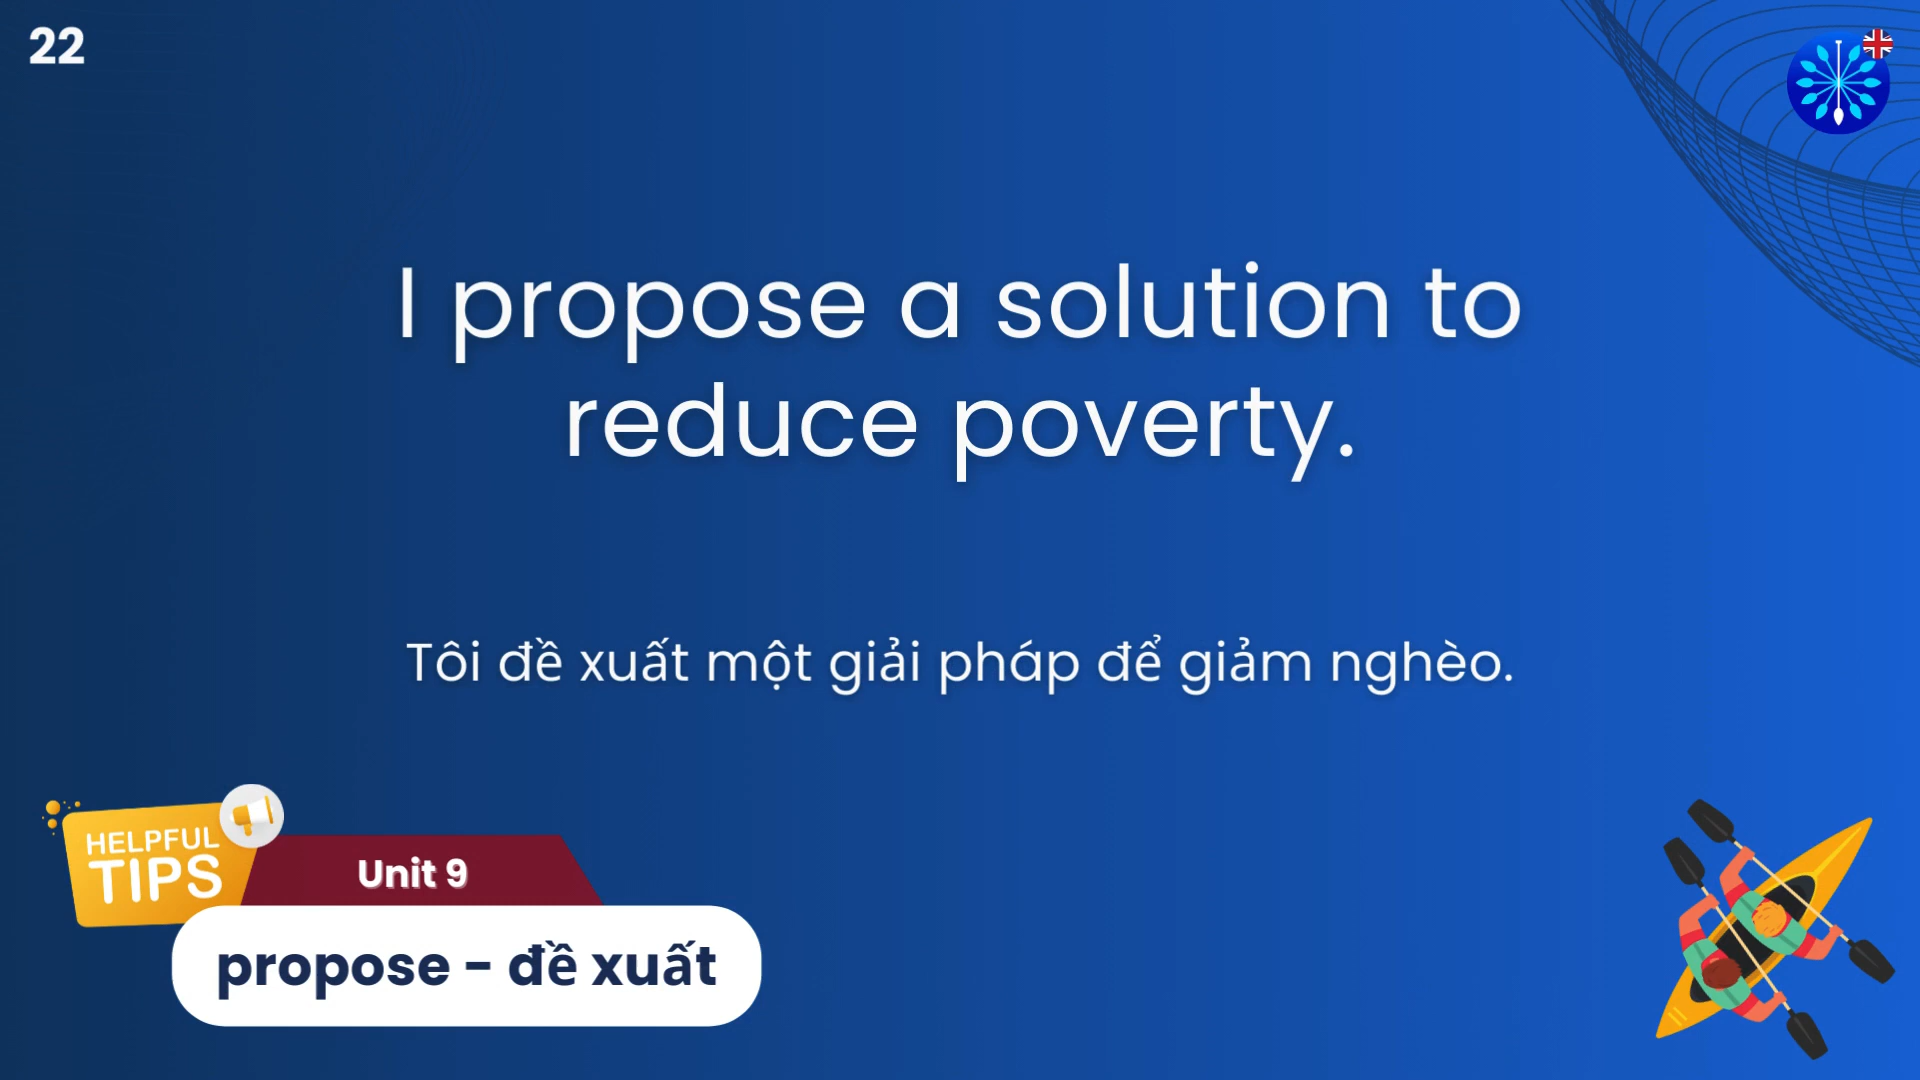 22
I propose a solution to
reduce poverty.
Tôi đề xuất một giải pháp để giảm nghèo.
HELPFUL
TIPS
Unit 9
propose - đề xuất